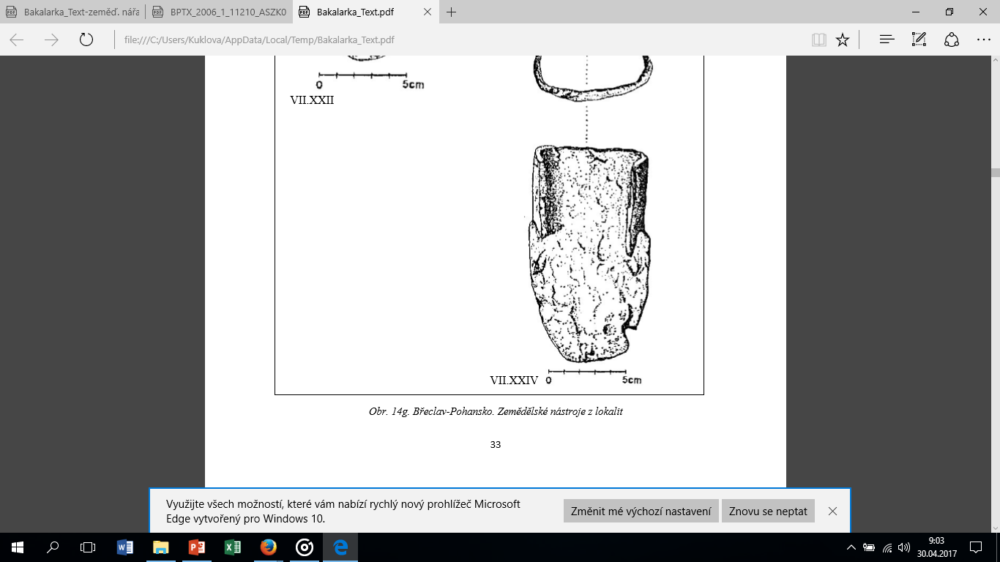 Bakalarka_Text-zeměď. nářa
BPTX_2006_1_11210_ASZK0
Bakalarka_Text.pdf
file:///C:/Users/Kuklova/AppData/Local/Temp/Bakalarka_Text.pdf
0 5cm
VII.XXII
VII.XXIV 0 5cm
Obr. 14g. Břeclav-Pohansko. Zemědělské nástroje z lokalit
33
Využijte všech možností, které vám nabízí rychlý nový prohlížeč Microsoft
Edge vytvořený pro Windows 10.
Změnit mé výchozí nastavení
Znovu se neptat
9:03
30.04.2017